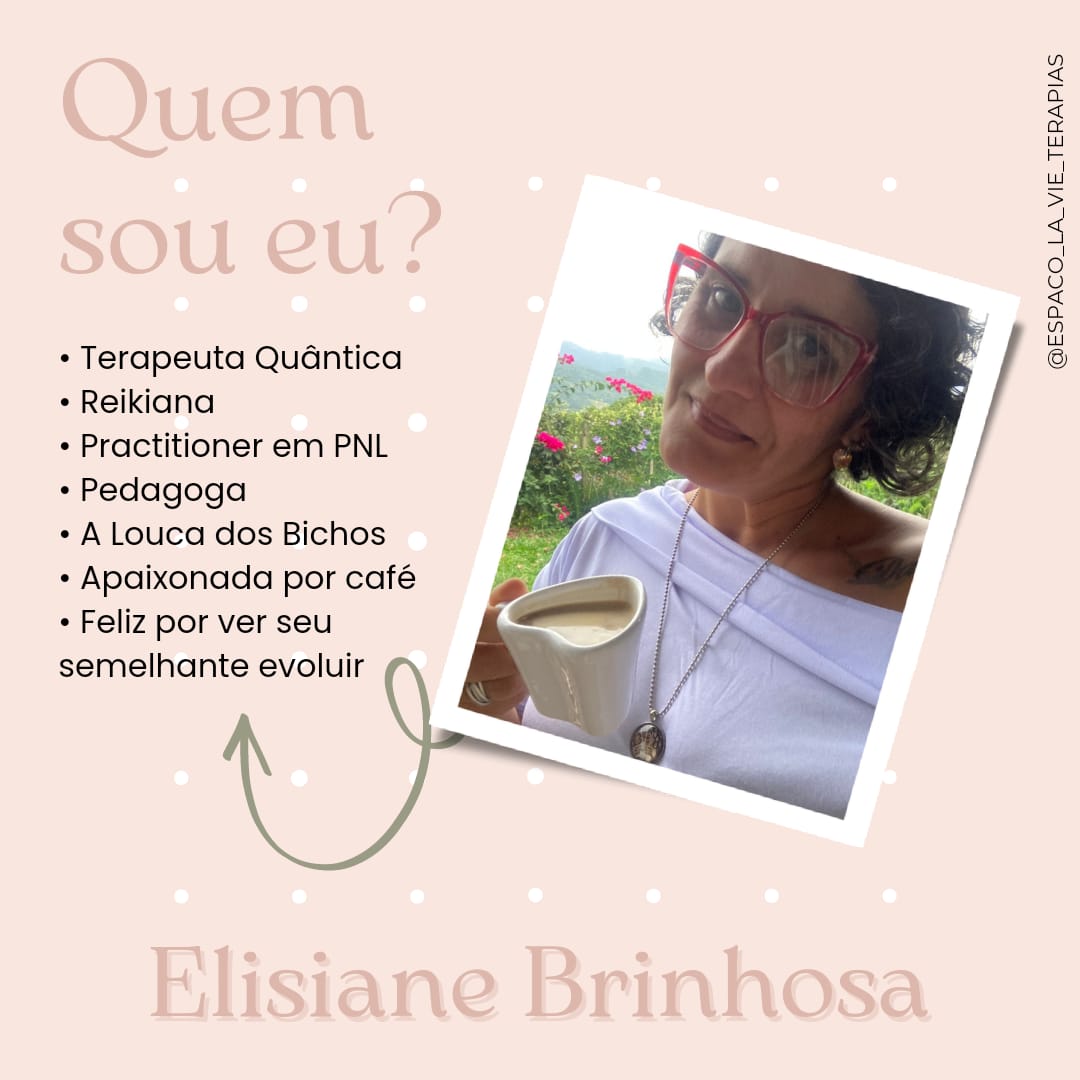 Quem
sou eu?
• Terapeuta Quântica
• Reikiana
• Practitioner em PNL
• Pedagoga
• A Louca dos Bichos
• Apaixonada por café
• Feliz por ver seu
semelhante evoluir
Elisiane Brinhosa
@ESPACO_LA_VIE_TERAPIAS